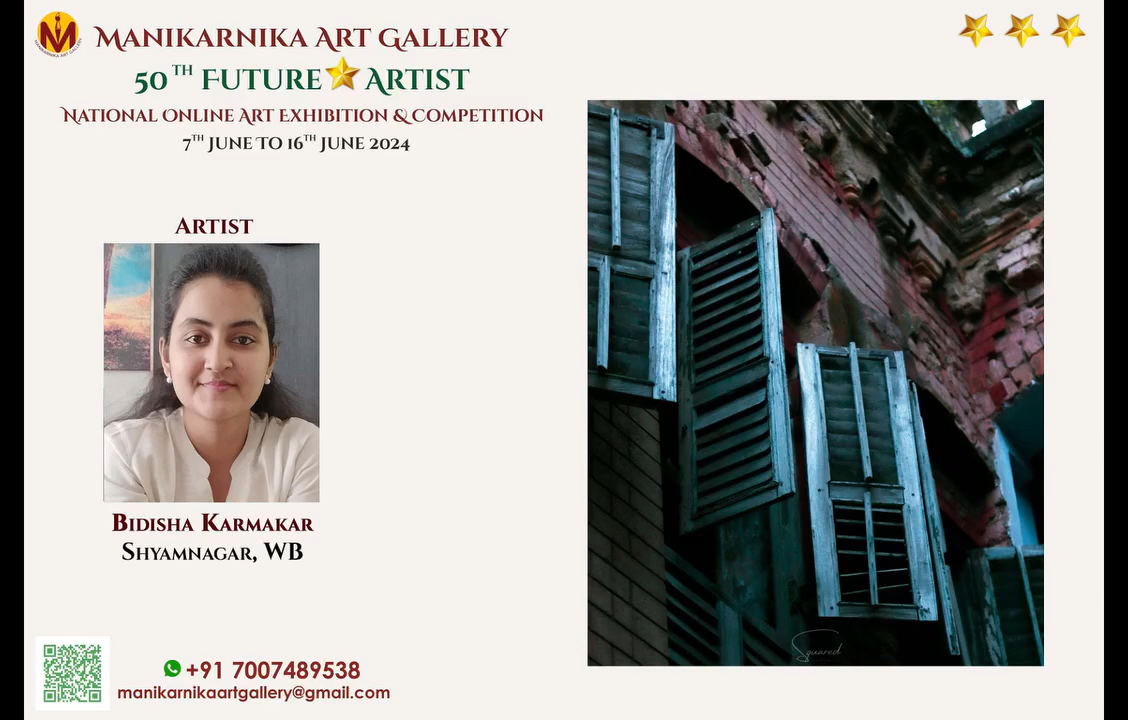 Manikarnika Art Gallery
50TH Future Artist
National Online Art Exhibition & Competition
7TH June To 16TH June 2024
Artist
Bidisha Karmakar
Shyamnagar, WB
+91 7007489538
manikarnikaartgallery@gmail.com
Squared